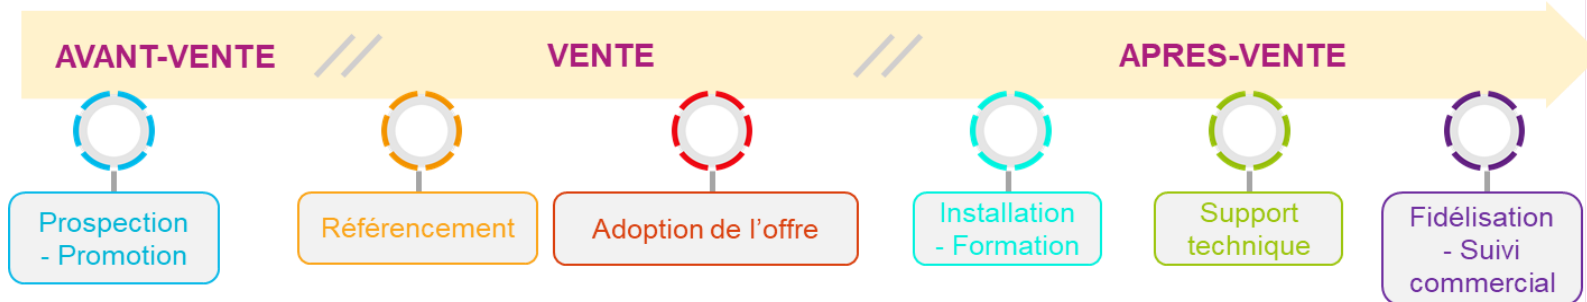 AVANT-VENTE
VENTE
APRES-VENTE
Prospection
- Promotion
Référencement
Adoption de l’offre
Installation
- Formation
Support
technique
Fidélisation
- Suivi
commercial